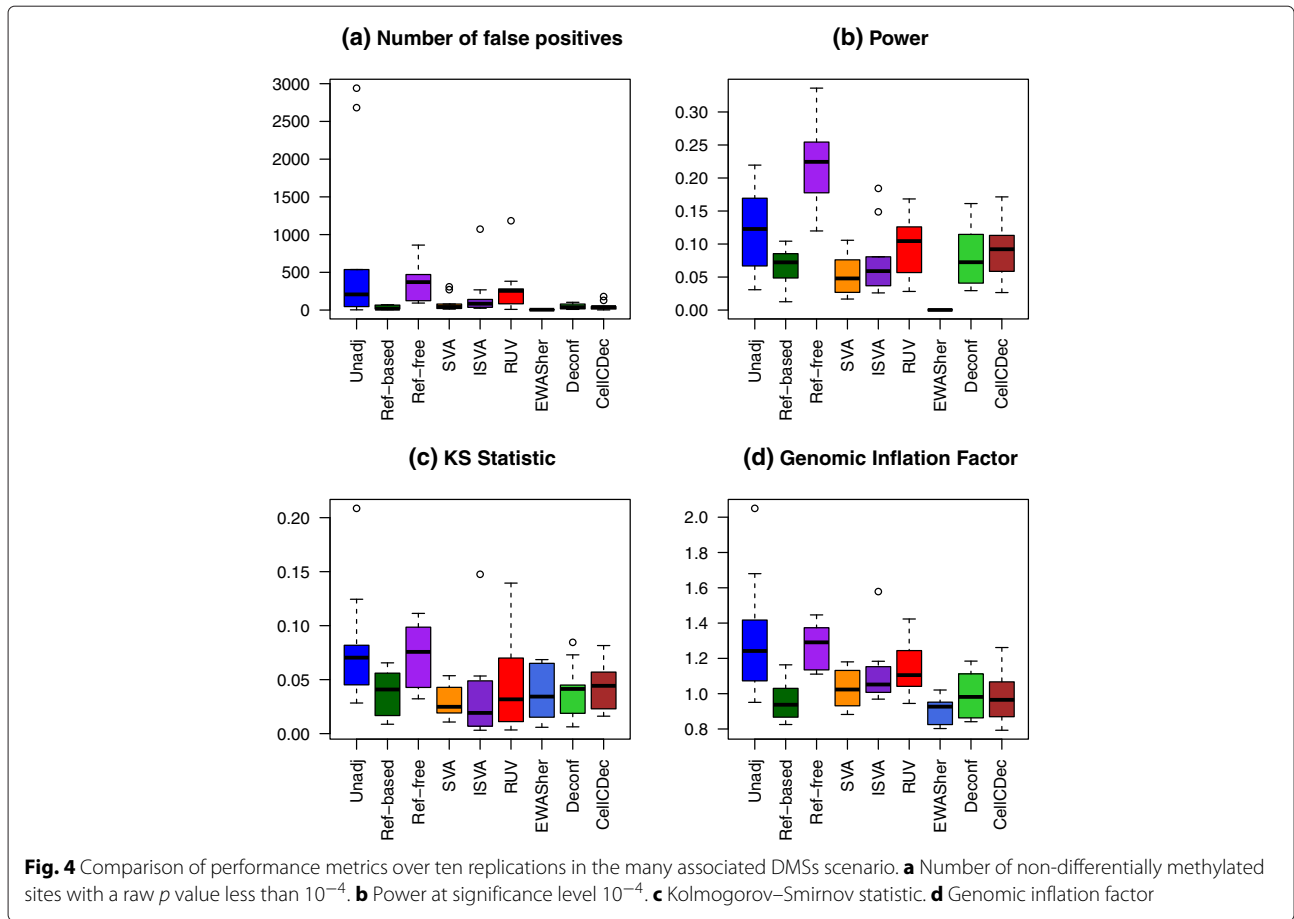 (a) Number of false positives
3000
2500
2000
1500
1000
500
0
Unadj
Ref-based
Ref-free
SVA
ISVA
RUV
EWASher
Deconf
CellCDec
(b) Power
0.30
0.25
0.20
0.15
0.10
0.05
0.00
Unadj
Ref-based
Ref-free
SVA
ISVA
RUV
EWASher
Deconf
CellCDec
(c) KS Statistic
0.20
0.15
0.10
0.05
0.00
Unadj
Ref-based
Ref-free
SVA
ISVA
RUV
EWASher
Deconf
CellCDec
(d) Genomic Inflation Factor
2.0
1.8
1.6
1.4
1.2
1.0
0.8
Unadj
Ref-based
Ref-free
SVA
ISVA
RUV
EWASher
Deconf
CellCDec
Fig. 4 Comparison of performance metrics over ten replications in the many associated DMSs scenario. a Number of non-differentially methylated
sites with a raw p value less than 10⁻⁴. b Power at significance level 10⁻⁴. c Kolmogorov–Smirnov statistic. d Genomic inflation factor